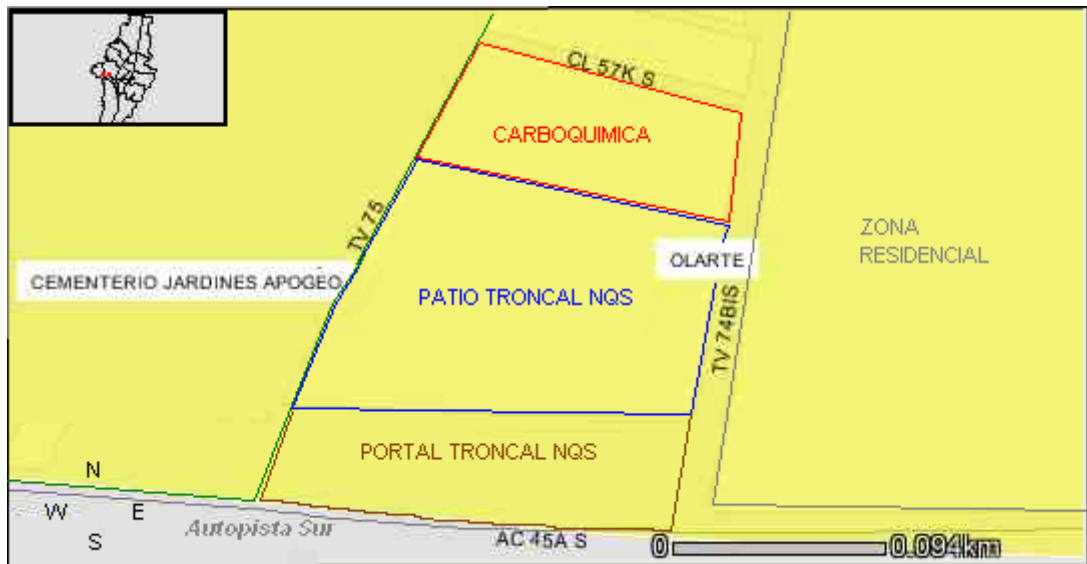 CL 57K S
CARBOQUIMICA
TV 75
ZONA
RESIDENCIAL
OLARTE
CEMENTERIO JARDINES APOGEO
PATIO TRONCAL NQS
TV 74BIS
PORTAL TRONCAL NQS
N
W E
S
Autopista Sur
AC 45A S
0 0.094km